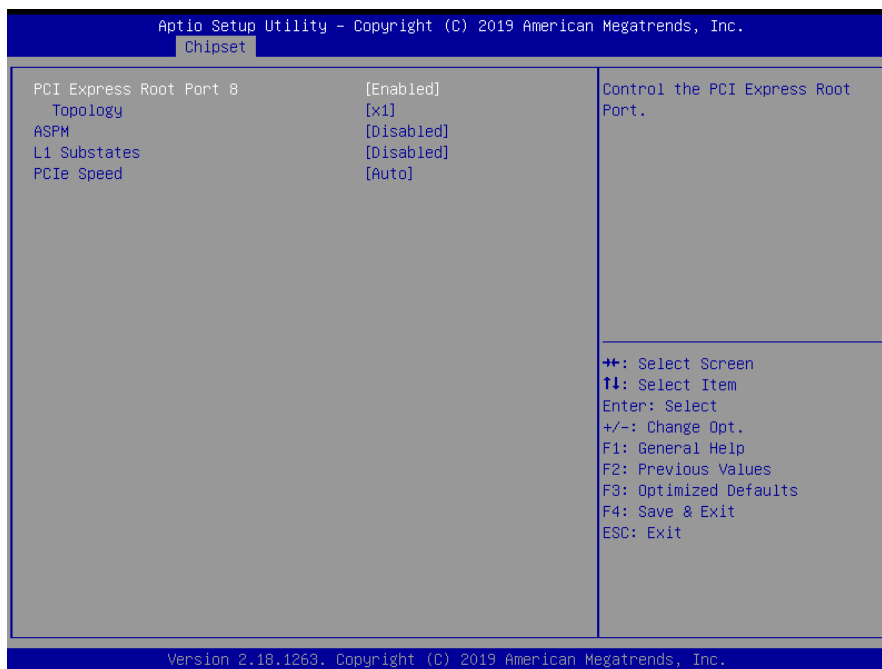 Aptio Setup Utility – Copyright (C) 2019 American Megatrends, Inc.
Chipset
PCI Express Root Port 8 [Enabled]
Topology [x1]
ASPM [Disabled]
L1 Substates [Disabled]
PCIe Speed [Auto]
Control the PCI Express Root
Port.
→←: Select Screen
↑↓: Select Item
Enter: Select
+/-: Change Opt.
F1: General Help
F2: Previous Values
F3: Optimized Defaults
F4: Save & Exit
ESC: Exit
Version 2.18.1263. Copyright (C) 2019 American Megatrends, Inc.